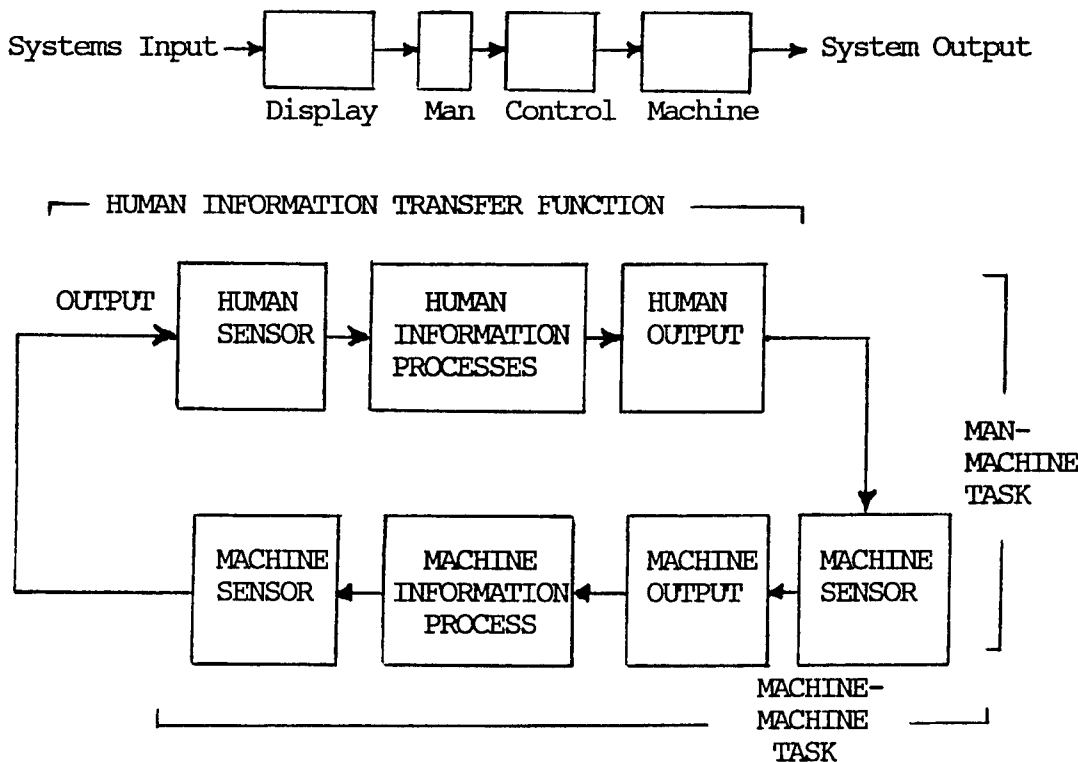 Systems Input
System Output
Display
Man
Control
Machine
HUMAN INFORMATION TRANSFER FUNCTION
OUTPUT
HUMAN
SENSOR
HUMAN
INFORMATION
PROCESSES
HUMAN
OUTPUT
MAN-
MACHINE
TASK
MACHINE
SENSOR
MACHINE
INFORMATION
PROCESS
MACHINE
OUTPUT
MACHINE
SENSOR
MACHINE-
MACHINE
TASK